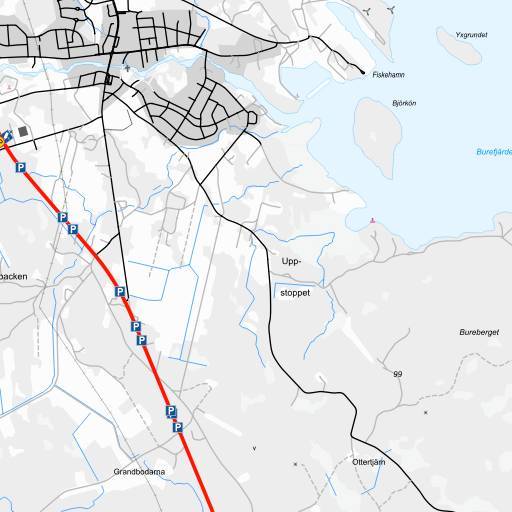 Yxgrundet
Fiskehamn
Björkön
Burefjärde
P
P
P
Upp-
backen
P
stoppet
P
P
Bureberget
99
P
P
Ottertjärn
Grandbodarna